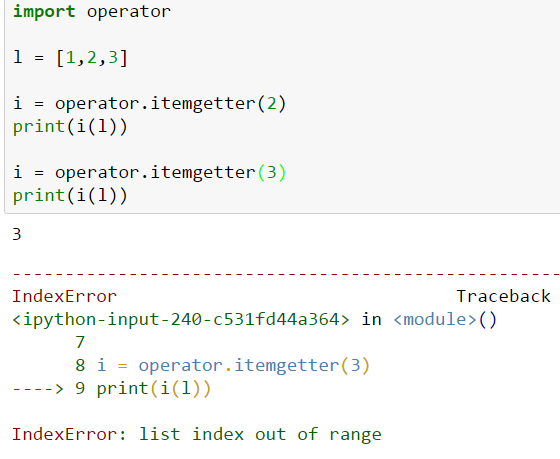 import operator
l = [1,2,3]
i = operator.itemgetter(2)
print(i(l))
i = operator.itemgetter(3)
print(i(l))
3
---------------------------------------------------
IndexError                                Traceback
<ipython-input-240-c531fd44a364> in <module>()
      7
      8 i = operator.itemgetter(3)
----> 9 print(i(l))
IndexError: list index out of range